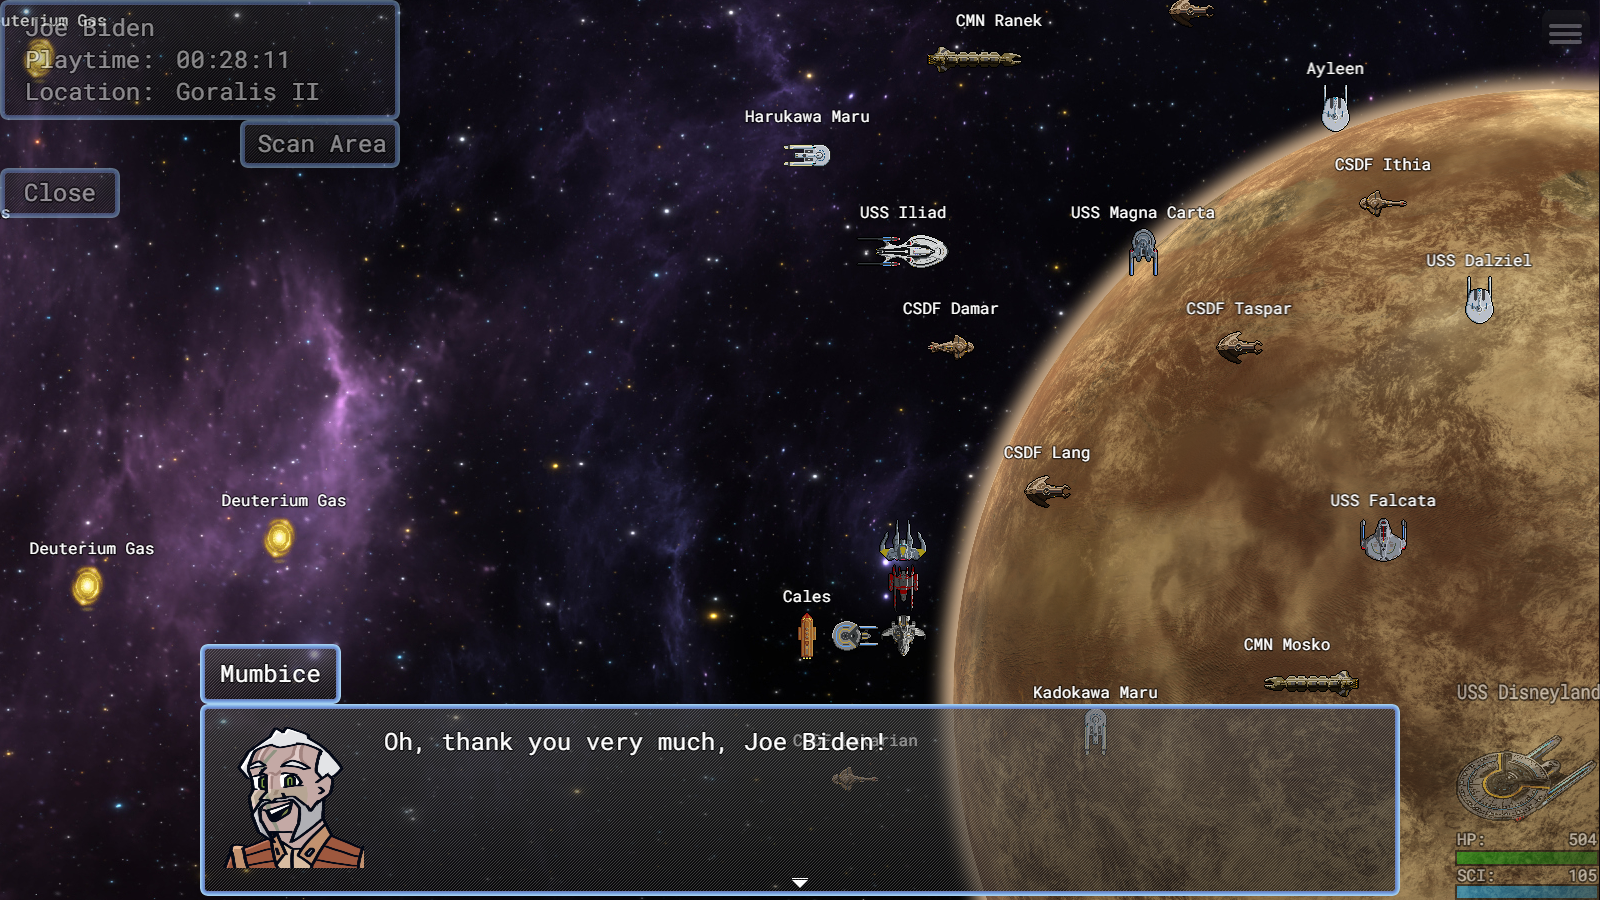 Deuterium Gas
Joe Biden
Playtime: 00:28:11
Location: Goralis II
Scan Area
Close
s
CMN Ranek
Ayleen
Harukawa Maru
CSDF Ithia
USS Iliad
USS Magna Carta
USS Dalziel
CSDF Damar
CSDF Taspar
CSDF Lang
Deuterium Gas
USS Falcata
Deuterium Gas
Cales
CMN Mosko
Kadokawa Maru
USS Disneyland
Mumbice
Oh, thank you very much, Joe Biden!
HP: 504
SCI: 105